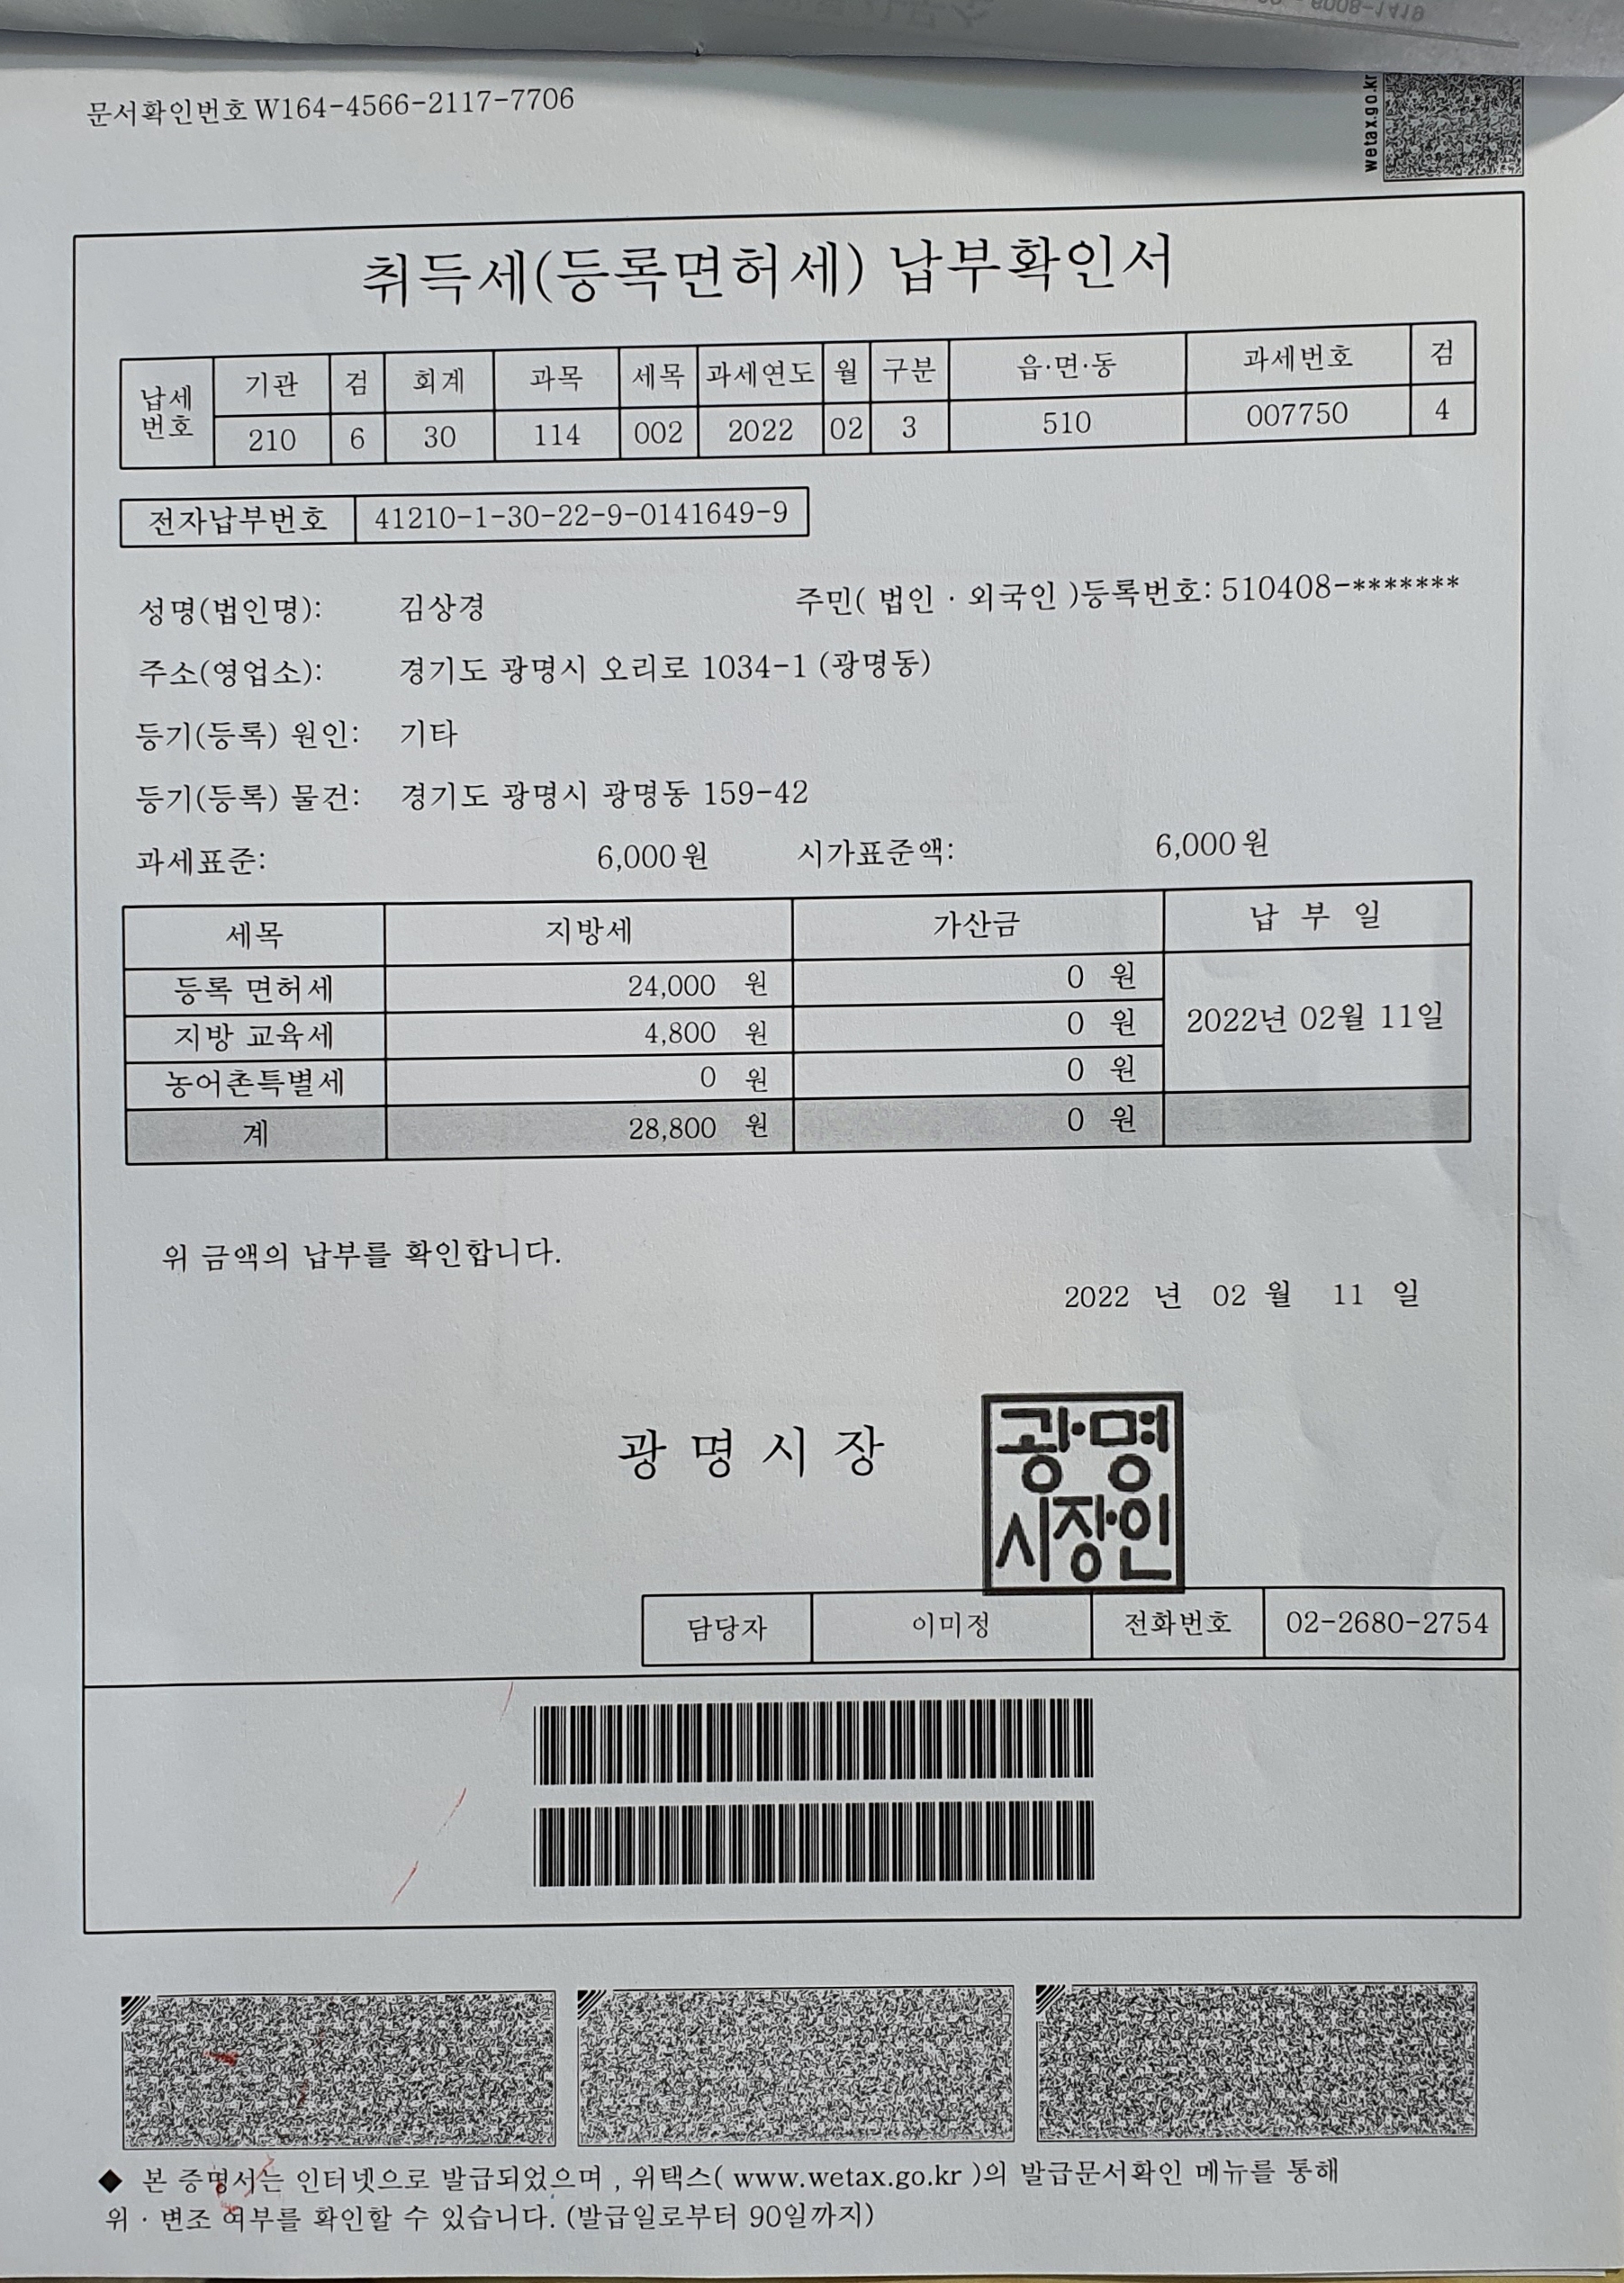 6008-1419
문서확인번호 W164-4566-2117-7706
wetax.go.kr
취득세(등록면허세) 납부확인서
납세번호 기관 검 회계 과목 세목 과세연도 월 구분 읍·면·동 과세번호 검
210 6 30 114 002 2022 02 3 510 007750 4
전자납부번호 41210-1-30-22-9-0141649-9
성명(법인명): 김상경 주민( 법인 · 외국인 )등록번호: 510408-*******
주소(영업소): 경기도 광명시 오리로 1034-1 (광명동)
등기(등록) 원인: 기타
등기(등록) 물건: 경기도 광명시 광명동 159-42
과세표준: 6,000원 시가표준액: 6,000원
세목 지방세 가산금 납 부 일
등록 면허세 24,000 원 0 원
지방 교육세 4,800 원 0 원 2022년 02월 11일
농어촌특별세 0 원 0 원
계 28,800 원 0 원
위 금액의 납부를 확인합니다.
2022 년 02 월 11 일
광 명 시 장
광명
시장인
담당자 이미정 전화번호 02-2680-2754
◆ 본 증명서는 인터넷으로 발급되었으며 , 위택스( www.wetax.go.kr )의 발급문서확인 메뉴를 통해
위 · 변조 여부를 확인할 수 있습니다. (발급일로부터 90일까지)